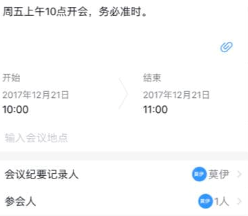 周五上午10点开会，务必准时。
开始 结束
2017年12月21日 2017年12月21日
10:00 11:00
输入会议地点
会议纪要记录人 莫伊 莫伊
参会人 莫伊 1人